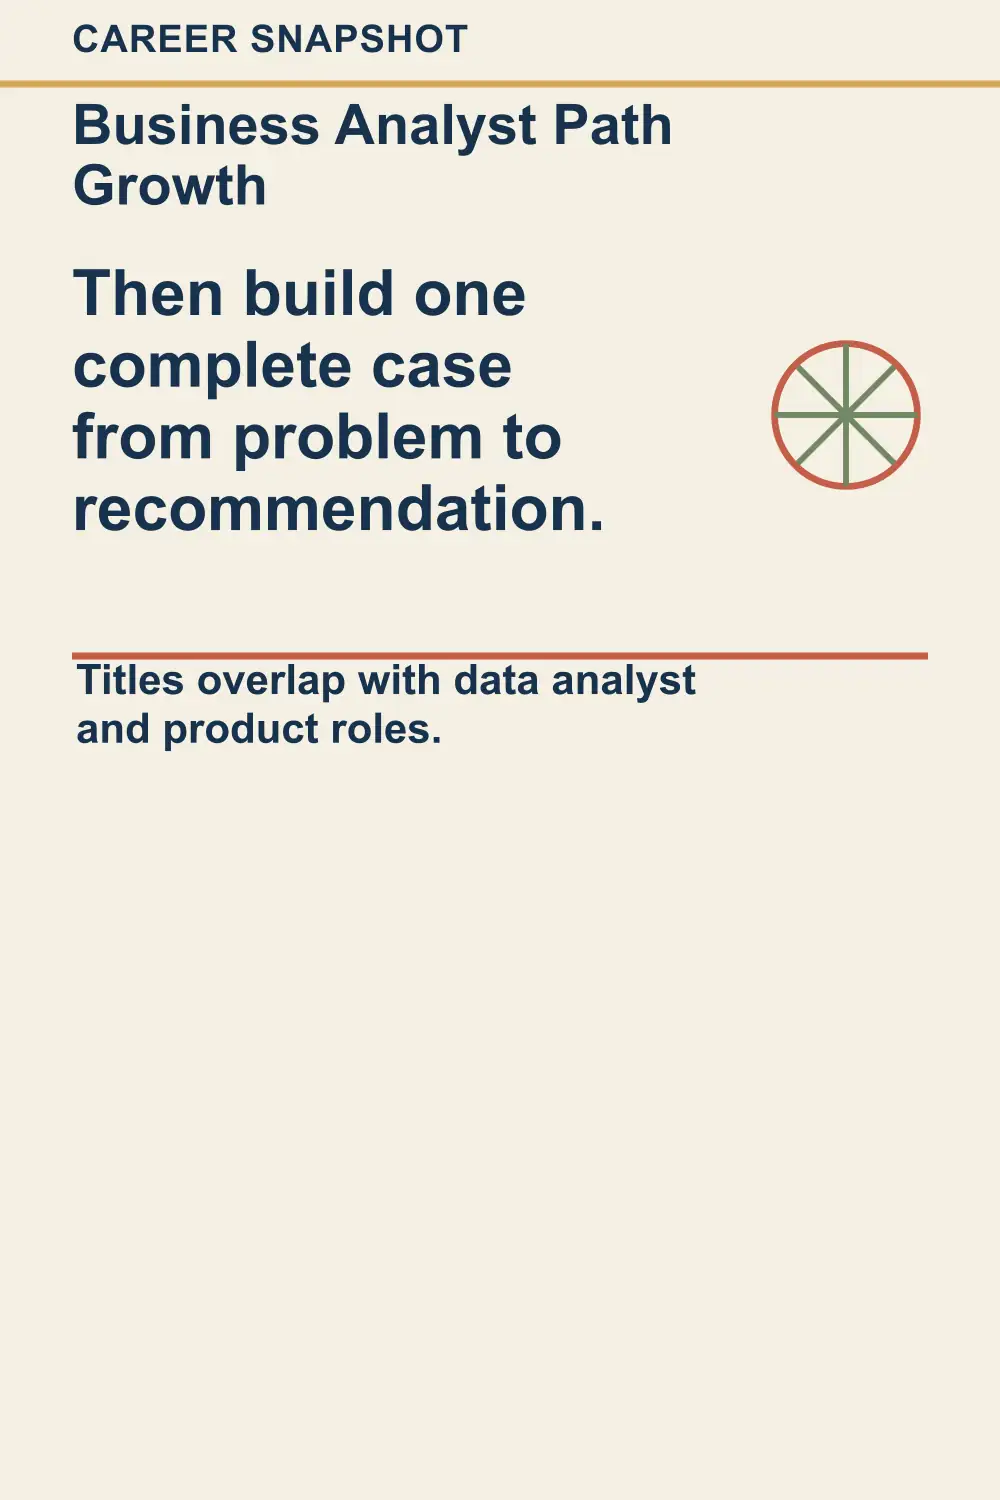 CAREER SNAPSHOT
Business Analyst Path
Growth
Then build one
complete case
from problem to
recommendation.
Titles overlap with data analyst
and product roles.